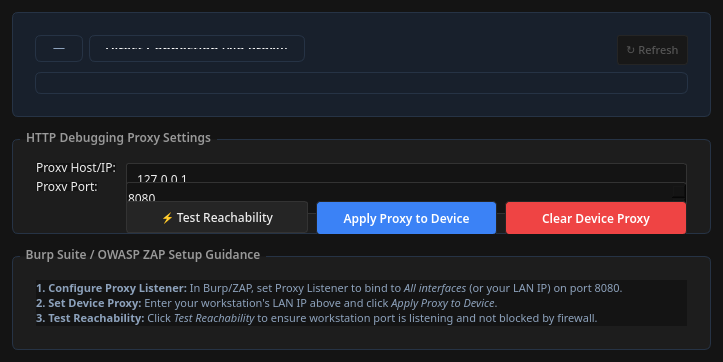 —
↻ Refresh
HTTP Debugging Proxy Settings
Proxy Host/IP:
127.0.0.1
Proxy Port:
8080
⚡ Test Reachability
Apply Proxy to Device
Clear Device Proxy
Burp Suite / OWASP ZAP Setup Guidance
1. Configure Proxy Listener: In Burp/ZAP, set Proxy Listener to bind to All interfaces (or your LAN IP) on port 8080.
2. Set Device Proxy: Enter your workstation's LAN IP above and click Apply Proxy to Device.
3. Test Reachability: Click Test Reachability to ensure workstation port is listening and not blocked by firewall.